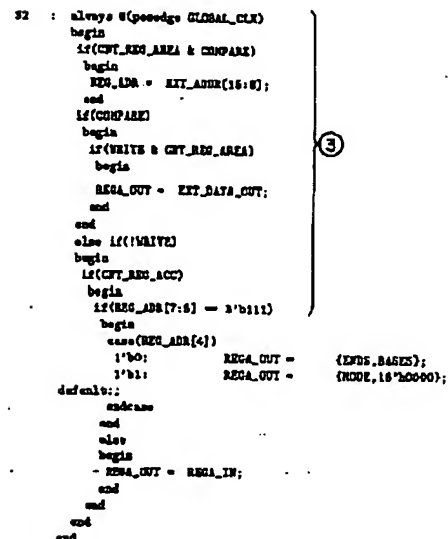 S2 : always @(posedge GLOBAL_CLK)
begin
if(CNT_REG_AREA & COMPARE)
begin
REG_ADR = EXT_ADDR[15:8];
end
if(COMPARE)
begin
if(WRITE & CNT_REG_AREA)
begin
REGA_OUT = EXT_DATA_OUT;
end
end
else if(!WRITE)
begin
if(CNT_REG_ACC)
begin
if(REG_ADR[7:5] == 3'b111)
begin
case(REG_ADR[4])
1'b0; REGA_OUT = {ENDS,BASES};
1'b1: REGA_OUT = {MODE,16'h0000};
default:;
endcase
end
else
begin
REGA_OUT = REGA_IN;
end
end
end
end
③